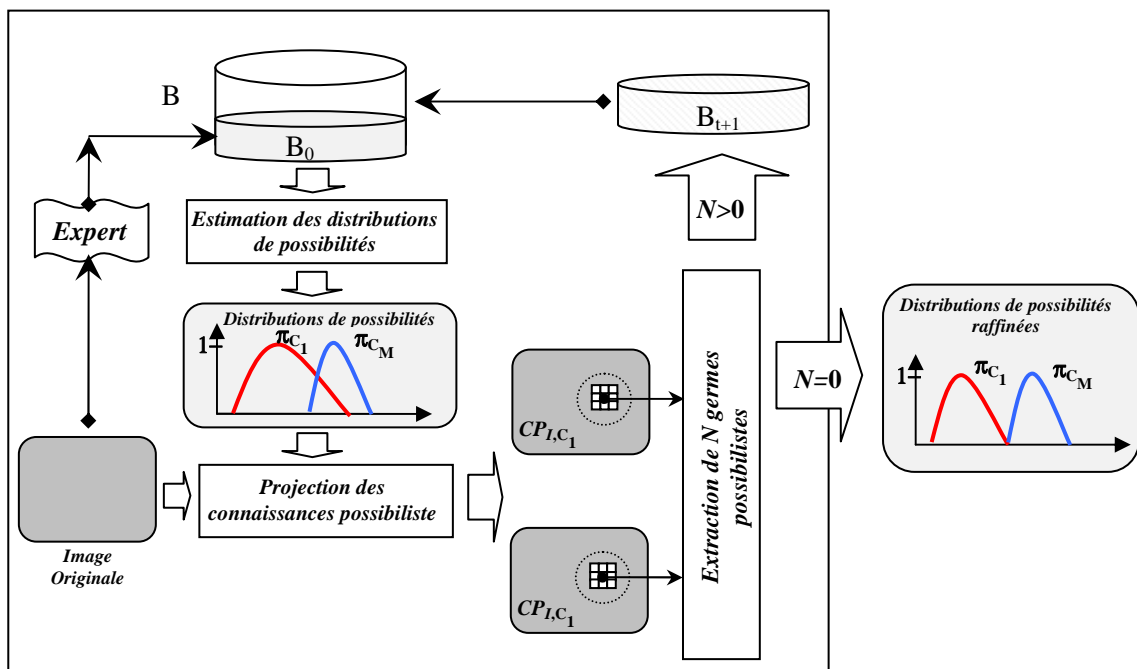 B
B0
Bt+1
Expert
Estimation des distributions
de possibilités
N>0
Distributions de possibilités
πC1
πCM
1
Distributions de possibilités
raffinées
πC1
πCM
1
N=0
CPI,C1
Extraction de N germes
possibilistes
Projection des
connaissances possibiliste
CPI,C1
Image
Originale